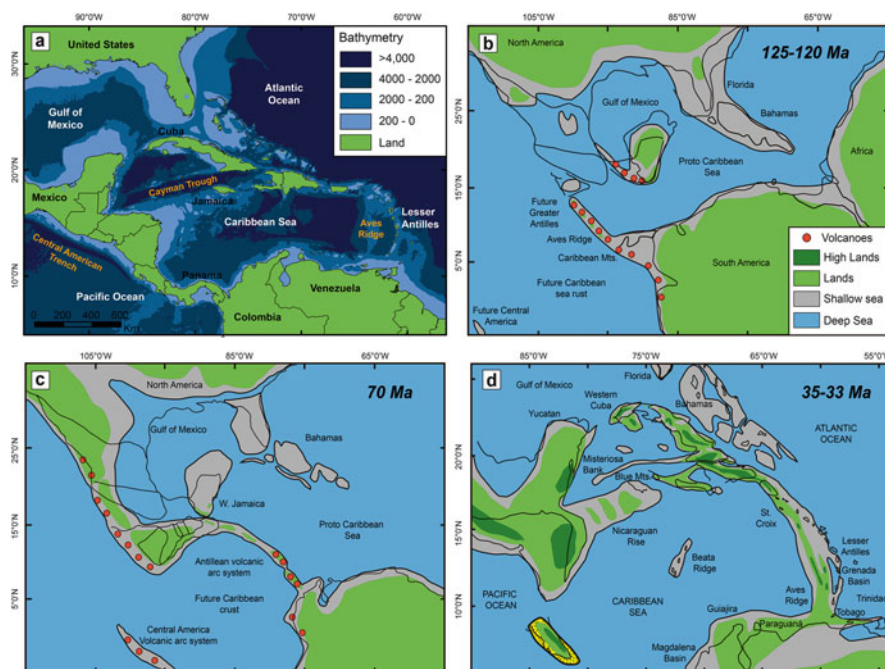 a
United States
Bathymetry
>4,000
4000 - 2000
2000 - 200
200 - 0
Land
Atlantic
Ocean
Gulf of
Mexico
Cuba
Mexico
Cayman Trough
Jamaica
Caribbean Sea
Aves
Ridge
Lesser
Antilles
Central American
Trench
Panama
Pacific Ocean
Venezuela
Colombia
0 200 400 600
Km
30°0'N
20°0'N
10°0'N
90°0'W
80°0'W
70°0'W
60°0'W
b
125-120 Ma
105°0'W
85°0'W
65°0'W
25°0'N
15°0'N
5°0'N
North America
Florida
Gulf of Mexico
Bahamas
Proto Caribbean
Sea
Africa
Future
Greater
Antilles
Aves Ridge
Caribbean Mts.
Future Caribbean
sea rust
South America
Future Central
America
Volcanoes
High Lands
Lands
Shallow sea
Deep Sea
c
70 Ma
105°0'W
85°0'W
65°0'W
25°0'N
15°0'N
5°0'N
North America
Gulf of Mexico
Bahamas
W. Jamaica
Proto Caribbean
Sea
Antillean volcanic
arc system
Future Caribbean
crust
Central America
Volcanic arc system
d
35-33 Ma
85°0'W
75°0'W
65°0'W
55°0'W
20°0'N
15°0'N
10°0'N
Gulf of Mexico
Florida
Western
Cuba
Bahamas
Yucatan
ATLANTIC
OCEAN
Misteriosa
Bank
Blue Mts.
St.
Croix
Nicaraguan
Rise
Lesser
Antilles
Grenada
Basin
Beata
Ridge
Aves
Ridge
Trinidad
Tobago
PACIFIC
OCEAN
CARIBBEAN
SEA
Guiajira
Paraguaná
Magdalena
Basin